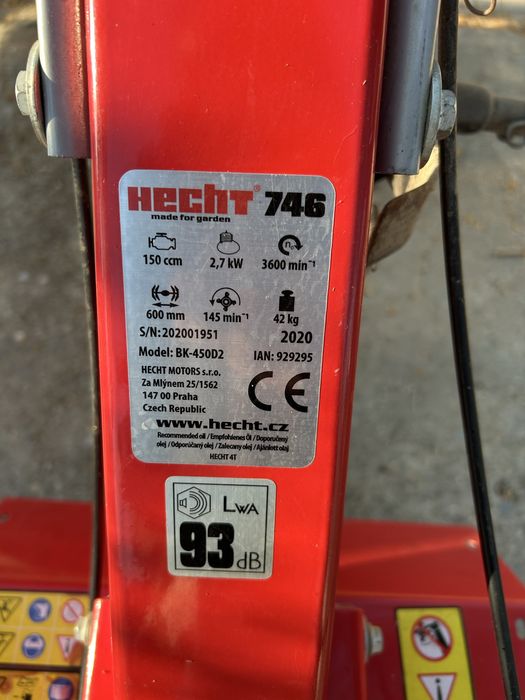 HECHT® 746
made for garden
150 ccm 2,7 kW 3600 min⁻¹
600 mm 145 min⁻¹ 42 kg
S/N: 202001951 2020
Model: BK-450D2 IAN: 929295
HECHT MOTORS s.r.o.
Za Mlýnem 25/1562
147 00 Praha
Czech Republic
CE
www.hecht.cz
Recommended oil / Empfohlenes Öl / Doporučený
olej / Odporúčaný olej / Zalecany olej / Ajánlott olaj
HECHT 4T
LWA
93 dB